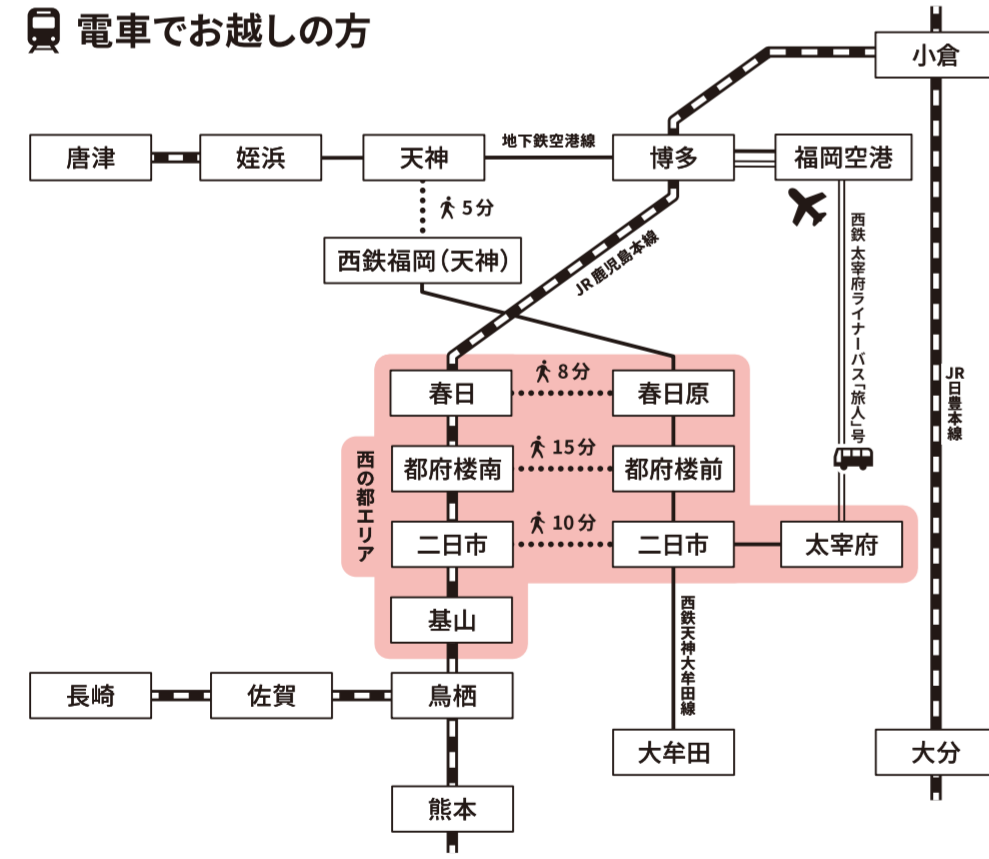 電車でお越しの方
小倉
唐津
姪浜
天神
地下鉄空港線
博多
福岡空港
5分
西鉄福岡（天神）
JR鹿児島本線
西鉄 太宰府ライナーバス「旅人」号
JR日豊本線
西の都エリア
春日
8分
春日原
都府楼南
15分
都府楼前
二日市
10分
二日市
太宰府
基山
西鉄天神大牟田線
長崎
佐賀
鳥栖
大牟田
大分
熊本